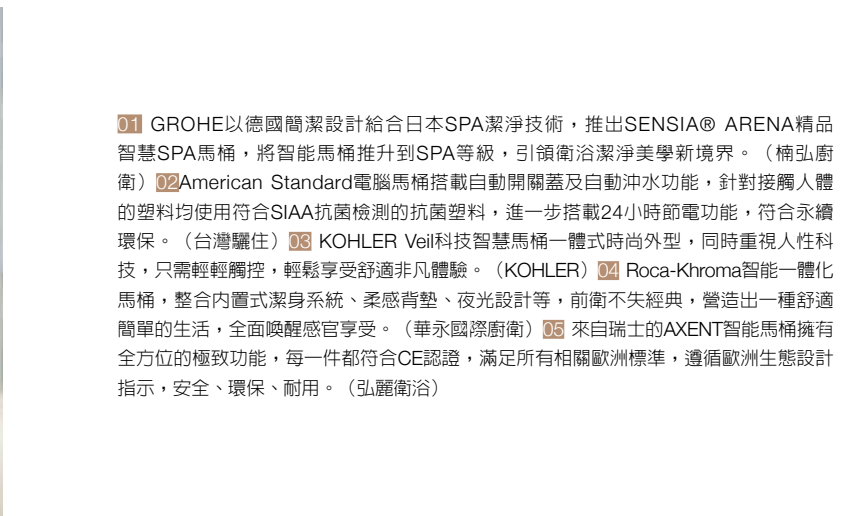 01 GROHE以德國簡潔設計結合日本SPA潔淨技術，推出SENSIA® ARENA精品
智慧SPA馬桶，將智能馬桶推升到SPA等級，引領衛浴潔淨美學新境界。（楠弘廚
衛）02American Standard電腦馬桶搭載自動開關蓋及自動沖水功能，針對接觸人體
的塑料均使用符合SIAA抗菌檢測的抗菌塑料，進一步搭載24小時節電功能，符合永續
環保。（台灣驪住）03 KOHLER Veil科技智慧馬桶一體式時尚外型，同時重視人性科
技，只需輕輕觸控，輕鬆享受舒適非凡體驗。（KOHLER）04 Roca-Khroma智能一體化
馬桶，整合內置式潔身系統、柔感背墊、夜光設計等，前衛不失經典，營造出一種舒適
簡單的生活，全面喚醒感官享受。（華永國際廚衛）05 來自瑞士的AXENT智能馬桶擁有
全方位的極致功能，每一件都符合CE認證，滿足所有相關歐洲標準，遵循歐洲生態設計
指示，安全、環保、耐用。（弘麗衛浴）